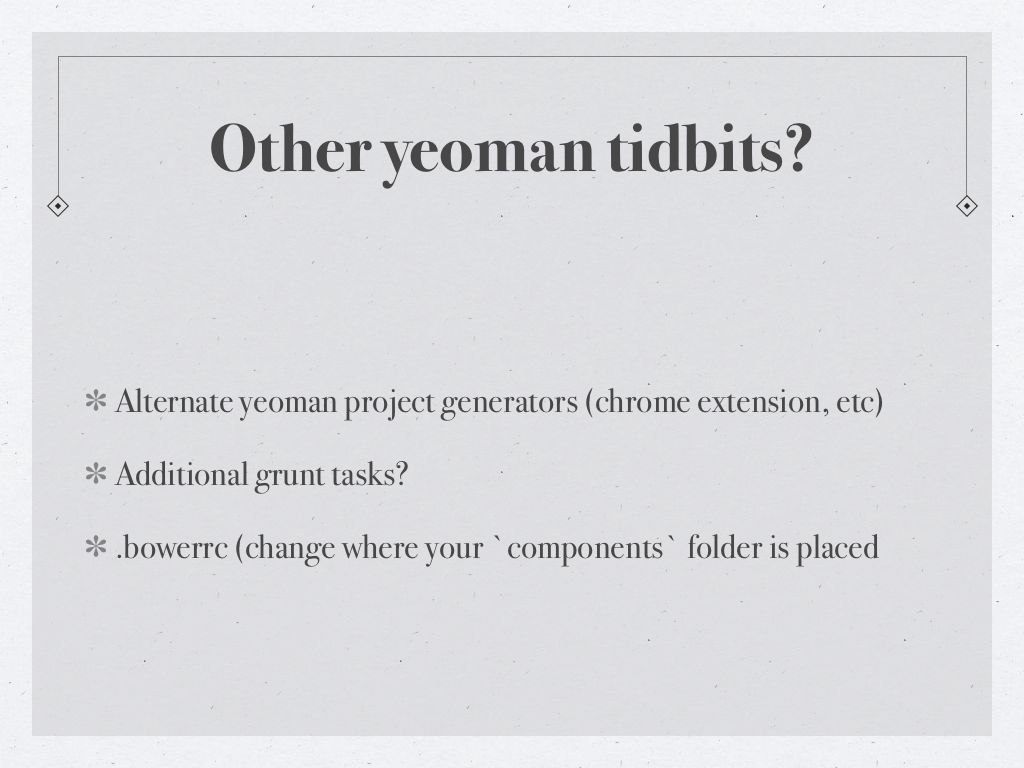 Other yeoman tidbits?
Alternate yeoman project generators (chrome extension, etc)
Additional grunt tasks?
.bowerrc (change where your `components` folder is placed